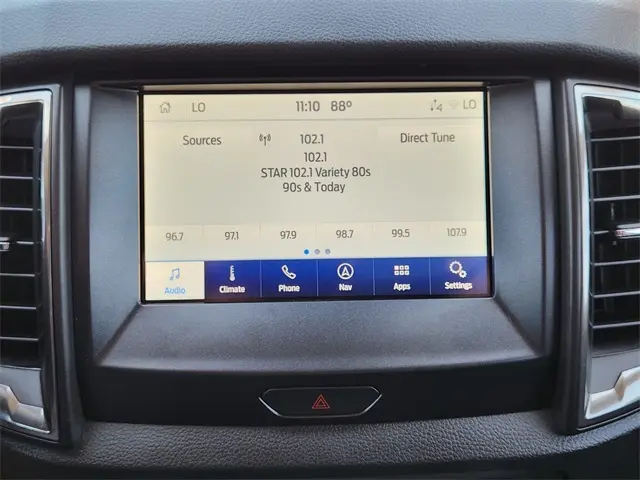 LO 11:10 88° 4 LO
Sources 102.1 Direct Tune
102.1
STAR 102.1 Variety 80s
90s & Today
96.7 97.1 97.9 98.7 99.5 107.9
Audio Climate Phone Nav Apps Settings